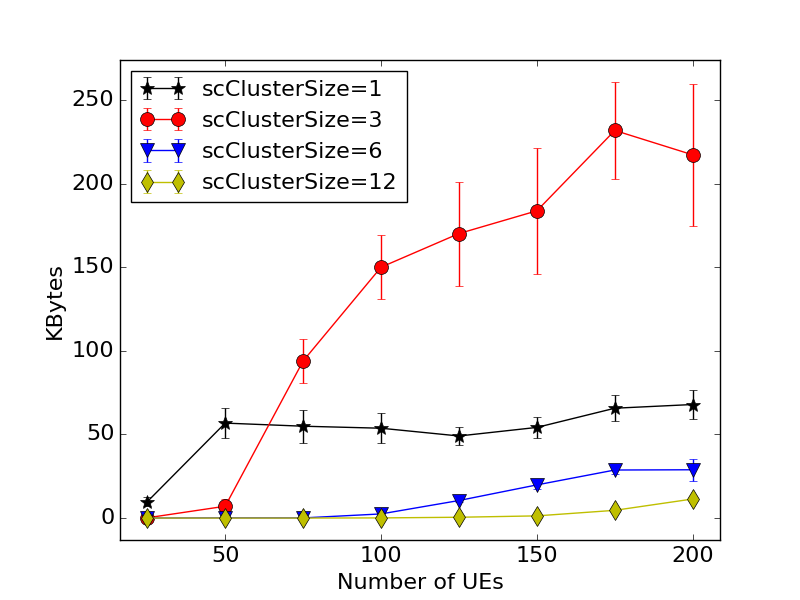 scClusterSize=1
scClusterSize=3
scClusterSize=6
scClusterSize=12
KBytes
250
200
150
100
50
0
50
100
150
200
Number of UEs